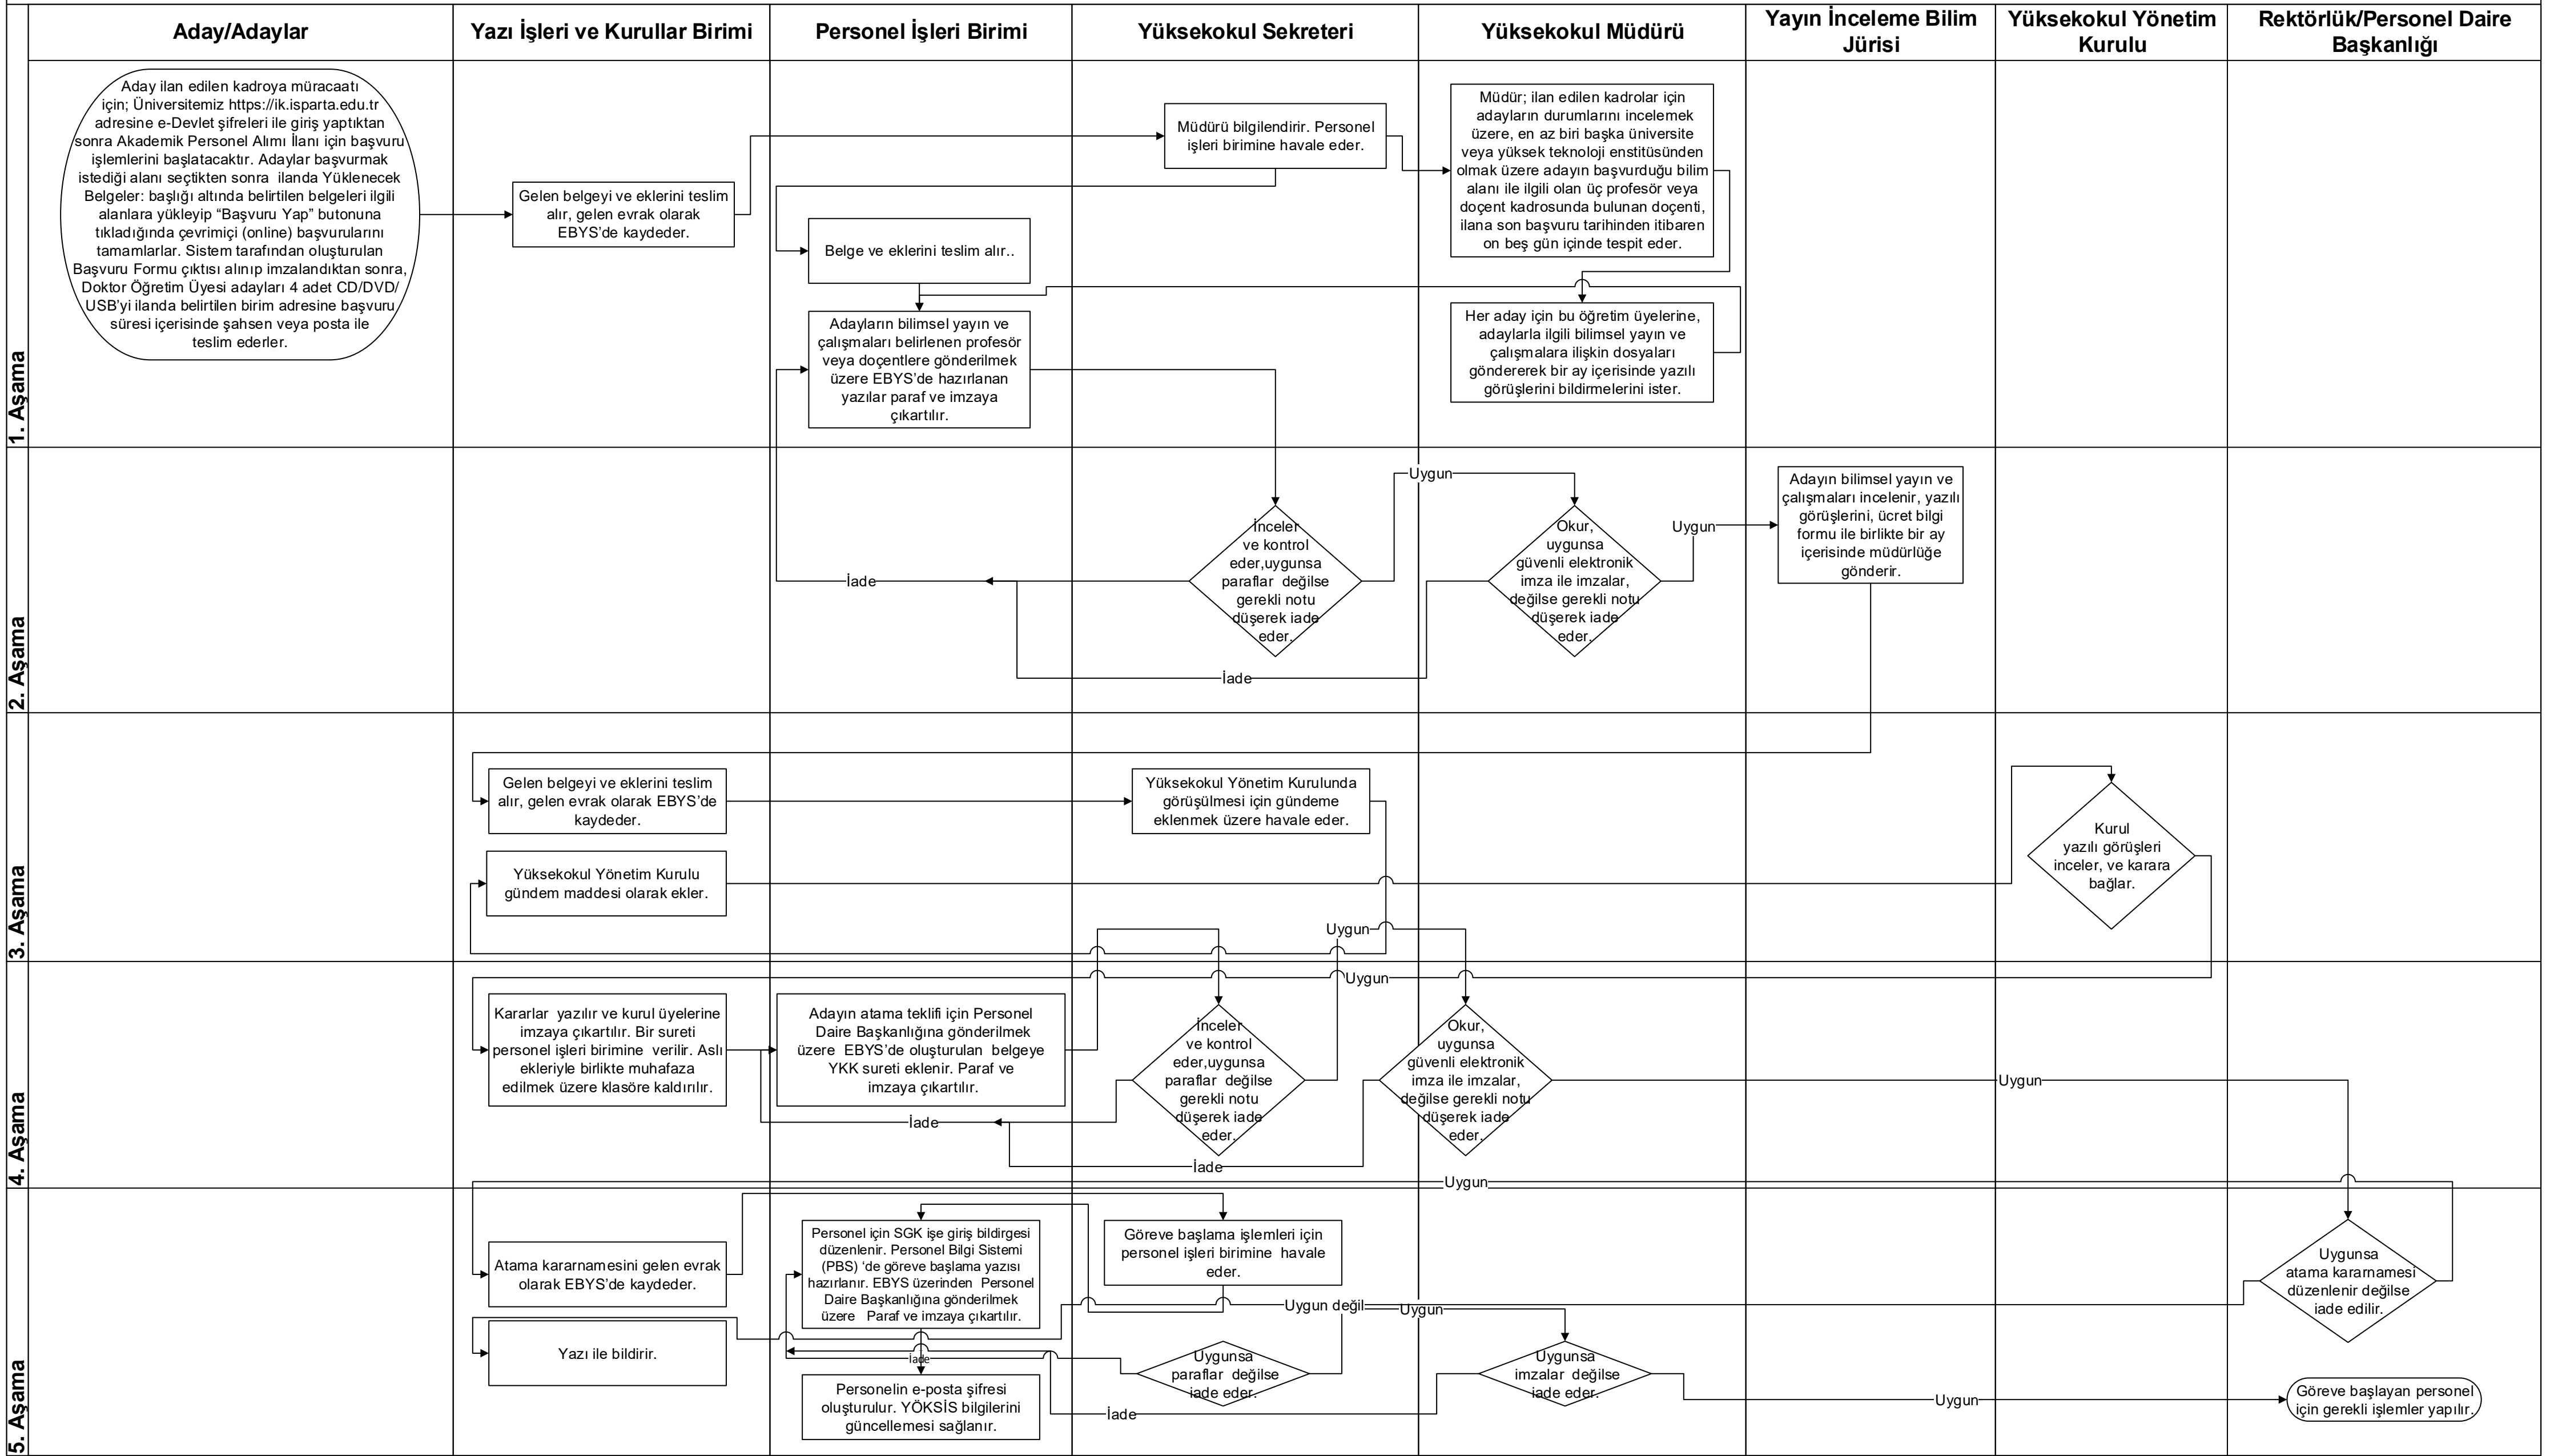 Aday/Adaylar
Yazı İşleri ve Kurullar Birimi
Personel İşleri Birimi
Yüksekokul Sekreteri
Yüksekokul Müdürü
Yayın İnceleme Bilim
Jürisi
Yüksekokul Yönetim
Kurulu
Rektörlük/Personel Daire
Başkanlığı
1. Aşama
Aday ilan edilen kadroya müracaatı
için; Üniversitemiz https://ik.isparta.edu.tr
adresine e-Devlet şifreleri ile giriş yaptıktan
sonra Akademik Personel Alımı İlanı için başvuru
işlemlerini başlatacaktır. Adaylar başvurmak
istediği alanı seçtikten sonra  ilanda Yüklenecek
Belgeler: başlığı altında belirtilen belgeleri ilgili
alanlara yükleyip “Başvuru Yap” butonuna
tıkladığında çevrimiçi (online) başvurularını
tamamlarlar. Sistem tarafından oluşturulan
Başvuru Formu çıktısı alınıp imzalandıktan sonra,
Doktor Öğretim Üyesi adayları 4 adet CD/DVD/
USB’yi ilanda belirtilen birim adresine başvuru
süresi içerisinde şahsen veya posta ile
teslim ederler.
Gelen belgeyi ve eklerini teslim
alır, gelen evrak olarak
EBYS’de kaydeder.
Müdürü bilgilendirir. Personel
işleri birimine havale eder.
Belge ve eklerini teslim alır..
Adayların bilimsel yayın ve
çalışmaları belirlenen profesör
veya doçentlere gönderilmek
üzere EBYS’de hazırlanan
yazılar paraf ve imzaya
çıkartılır.
Müdür; ilan edilen kadrolar için
adayların durumlarını incelemek
üzere, en az biri başka üniversite
veya yüksek teknoloji enstitüsünden
olmak üzere adayın başvurduğu bilim
alanı ile ilgili olan üç profesör veya
doçent kadrosunda bulunan doçenti,
ilana son başvuru tarihinden itibaren
on beş gün içinde tespit eder.
Her aday için bu öğretim üyelerine,
adaylarla ilgili bilimsel yayın ve
çalışmalara ilişkin dosyaları
göndererek bir ay içerisinde yazılı
görüşlerini bildirmelerini ister.
2. Aşama
İnceler
ve kontrol
eder,uygunsa
paraflar  değilse
gerekli notu
düşerek iade
eder.
Uygun
İade
Okur,
uygunsa
güvenli elektronik
imza ile imzalar,
değilse gerekli notu
düşerek iade
eder.
Uygun
İade
Adayın bilimsel yayın ve
çalışmaları incelenir, yazılı
görüşlerini, ücret bilgi
formu ile birlikte bir ay
içerisinde müdürlüğe
gönderir.
3. Aşama
Gelen belgeyi ve eklerini teslim
alır, gelen evrak olarak EBYS’de
kaydeder.
Yüksekokul Yönetim Kurulunda
görüşülmesi için gündeme
eklenmek üzere havale eder.
Yüksekokul Yönetim Kurulu
gündem maddesi olarak ekler.
Kurul
yazılı görüşleri
inceler, ve karara
bağlar.
Uygun
4. Aşama
Uygun
Kararlar  yazılır ve kurul üyelerine
imzaya çıkartılır. Bir sureti
personel işleri birimine  verilir. Aslı
ekleriyle birlikte muhafaza
edilmek üzere klasöre kaldırılır.
Adayın atama teklifi için Personel
Daire Başkanlığına gönderilmek
üzere  EBYS’de oluşturulan  belgeye
YKK sureti eklenir. Paraf ve
imzaya çıkartılır.
İnceler
ve kontrol
eder,uygunsa
paraflar  değilse
gerekli notu
düşerek iade
eder.
İade
Okur,
uygunsa
güvenli elektronik
imza ile imzalar,
değilse gerekli notu
düşerek iade
eder.
Uygun
İade
Uygun
5. Aşama
Atama kararnamesini gelen evrak
olarak EBYS’de kaydeder.
Personel için SGK işe giriş bildirgesi
düzenlenir. Personel Bilgi Sistemi
(PBS) ‘de göreve başlama yazısı
hazırlanır. EBYS üzerinden  Personel
Daire Başkanlığına gönderilmek
üzere   Paraf ve imzaya çıkartılır.
Göreve başlama işlemleri için
personel işleri birimine  havale
eder.
Uygunsa
atama kararnamesi
düzenlenir değilse
iade edilir.
Uygun değil
Uygun
Yazı ile bildirir.
İade
Uygunsa
paraflar  değilse
iade eder.
Uygunsa
imzalar  değilse
iade eder.
Personelin e-posta şifresi
oluşturulur. YÖKSİS bilgilerini
güncellemesi sağlanır.
İade
Uygun
Göreve başlayan personel
için gerekli işlemler yapılır.